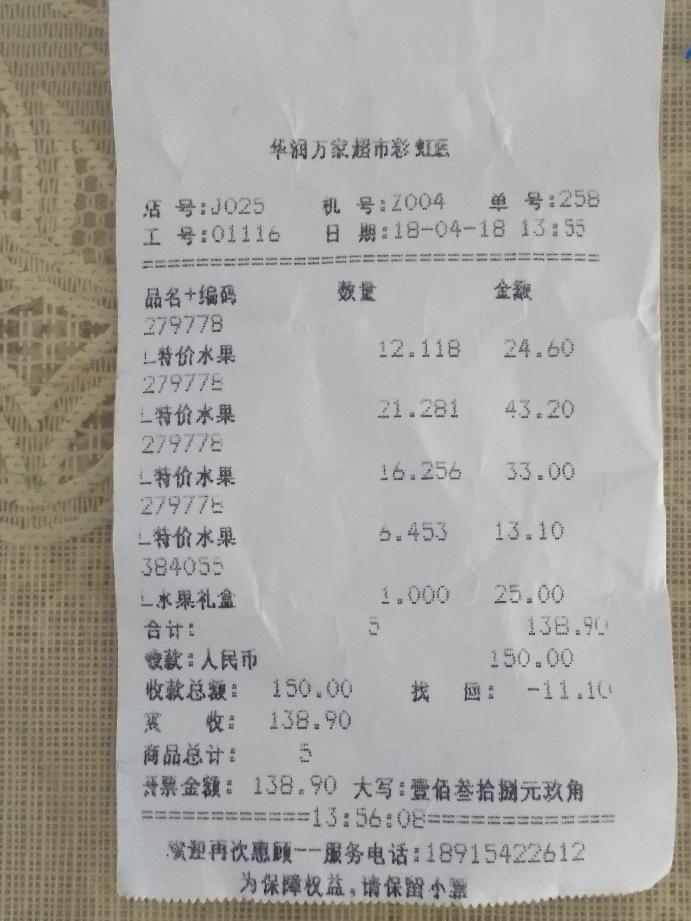 华润万家超市彩虹店
店 号:J025 机 号:Z004 单 号:258
工 号:01116 日 期:18-04-18 13:55
================================
品名+编码 数量 金额
279778
L特价水果 12.118 24.60
279778
L特价水果 21.281 43.20
279778
L特价水果 16.256 33.00
279778
L特价水果 6.453 13.10
384055
L水果礼盒 1.000 25.00
合计: 5 138.90
收款:人民币 150.00
收款总额: 150.00 找 回: -11.10
实 收: 138.90
商品总计: 5
开票金额: 138.90 大写:壹佰叁拾捌元玖角
============13:56:08==============
欢迎再次惠顾--服务电话:18915422612
为保障权益,请保留小票